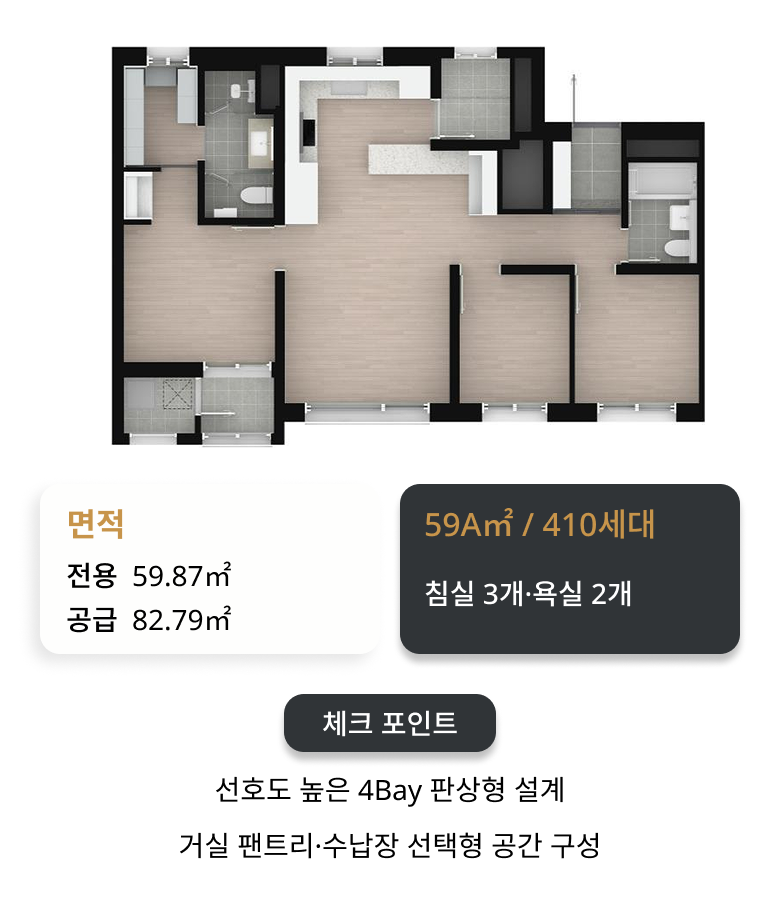 면적
전용 59.87㎡
공급 82.79㎡
59A㎡ / 410세대
침실 3개·욕실 2개
체크 포인트
선호도 높은 4Bay 판상형 설계
거실 팬트리·수납장 선택형 공간 구성